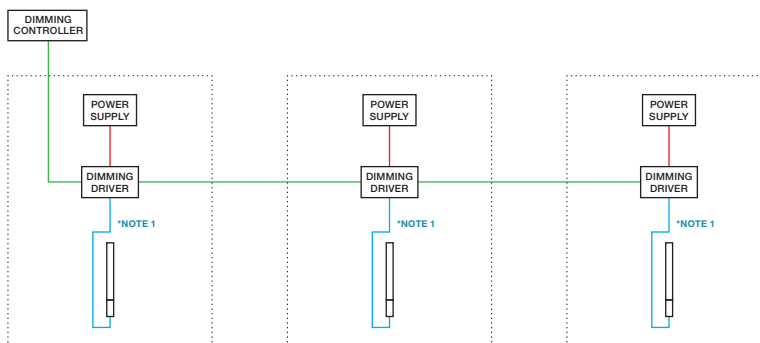 DIMMING
CONTROLLER
POWER
SUPPLY
POWER
SUPPLY
POWER
SUPPLY
DIMMING
DRIVER
DIMMING
DRIVER
DIMMING
DRIVER
*NOTE 1
*NOTE 1
*NOTE 1